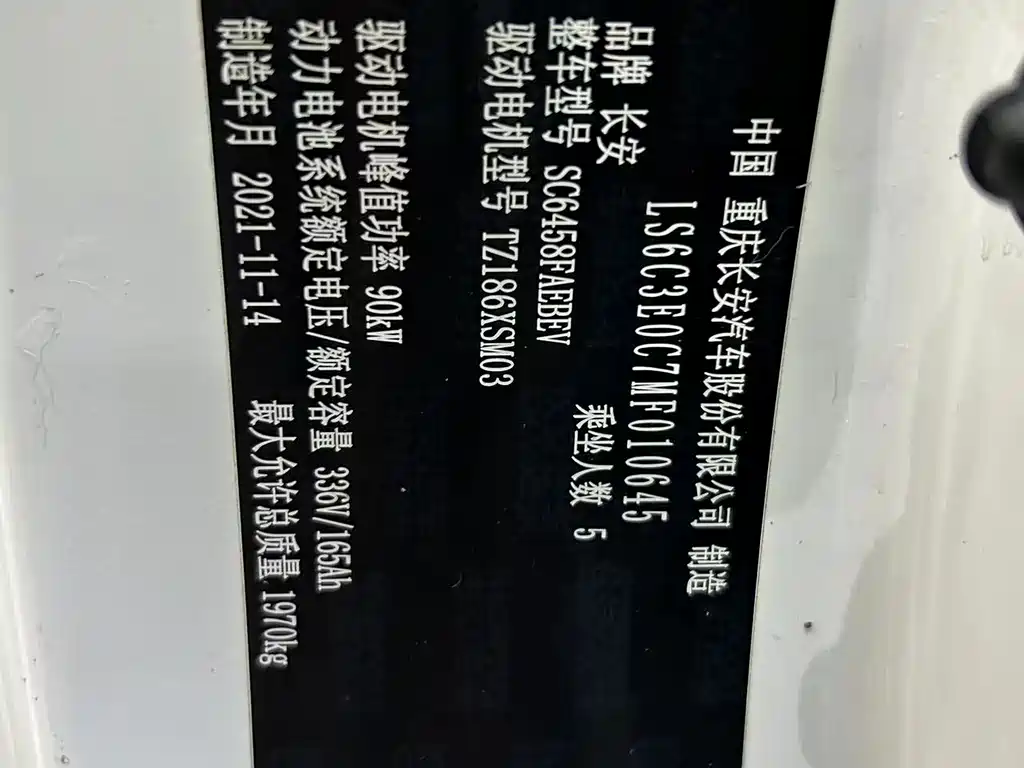 中国 重庆长安汽车股份有限公司 制造
LS6C3E0C7MF010645
品牌 长安
整车型号 SC6458FAEBEV 乘坐人数 5
驱动电机型号 TZ186XSM03
驱动电机峰值功率 90kW
动力电池系统额定电压/额定容量 336V/165Ah
制造年月 2021-11-14 最大允许总质量 1970kg